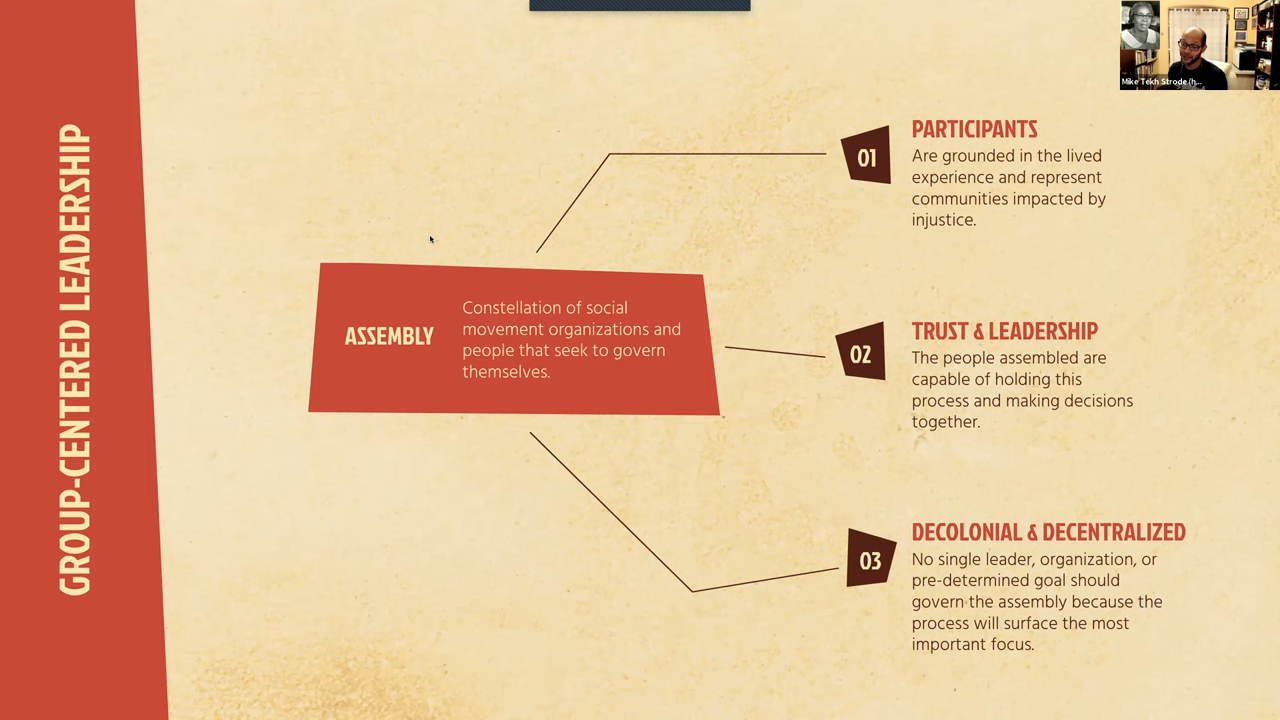 GROUP-CENTERED LEADERSHIP
ASSEMBLY
Constellation of social
movement organizations and
people that seek to govern
themselves.
01
PARTICIPANTS
Are grounded in the lived
experience and represent
communities impacted by
injustice.
02
TRUST & LEADERSHIP
The people assembled are
capable of holding this
process and making decisions
together.
03
DECOLONIAL & DECENTRALIZED
No single leader, organization, or
pre-determined goal should
govern the assembly because the
process will surface the most
important focus.
Mike Tekh Strode (h...